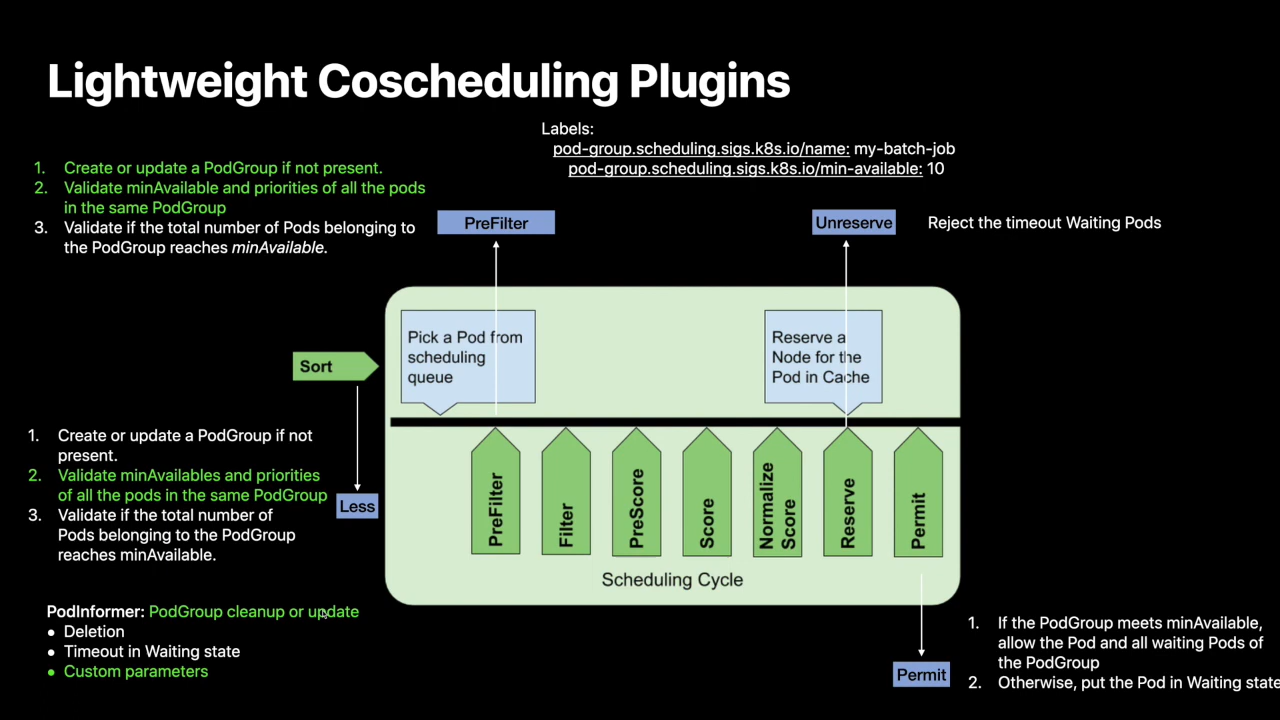 Lightweight Coscheduling Plugins
Labels:
pod-group.scheduling.sigs.k8s.io/name: my-batch-job
pod-group.scheduling.sigs.k8s.io/min-available: 10
1. Create or update a PodGroup if not present.
2. Validate minAvailable and priorities of all the pods
in the same PodGroup
3. Validate if the total number of Pods belonging to
the PodGroup reaches minAvailable.
PreFilter
Unreserve
Reject the timeout Waiting Pods
Pick a Pod from
scheduling
queue
Reserve a
Node for the
Pod in Cache
Sort
1. Create or update a PodGroup if not
present.
2. Validate minAvailables and priorities
of all the pods in the same PodGroup
3. Validate if the total number of
Pods belonging to the PodGroup
reaches minAvailable.
Less
PreFilter
Filter
PreScore
Score
Normalize
Score
Reserve
Permit
Scheduling Cycle
PodInformer: PodGroup cleanup or update
• Deletion
• Timeout in Waiting state
• Custom parameters
Permit
1. If the PodGroup meets minAvailable,
allow the Pod and all waiting Pods of
the PodGroup
2. Otherwise, put the Pod in Waiting state